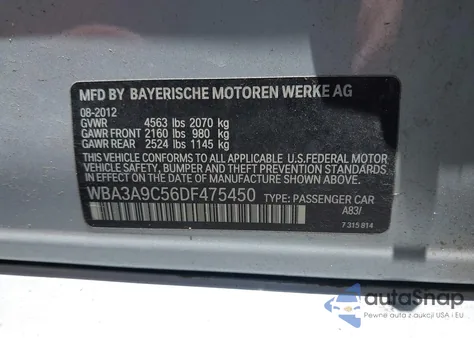 MFD BY BAYERISCHE MOTOREN WERKE AG
08-2012
GVWR 4563 lbs 2070 kg
GAWR FRONT 2160 lbs 980 kg
GAWR REAR 2524 lbs 1145 kg
THIS VEHICLE CONFORMS TO ALL APPLICABLE U.S.FEDERAL MOTOR
VEHICLE SAFETY, BUMPER, AND THEFT PREVENTION STANDARDS
IN EFFECT ON THE DATE OF MANUFACTURE SHOWN ABOVE.
WBA3A9C56DF475450 TYPE: PASSENGER CAR
A83/
7 315 814
autoSnap
Pewne auta z aukcji USA i EU